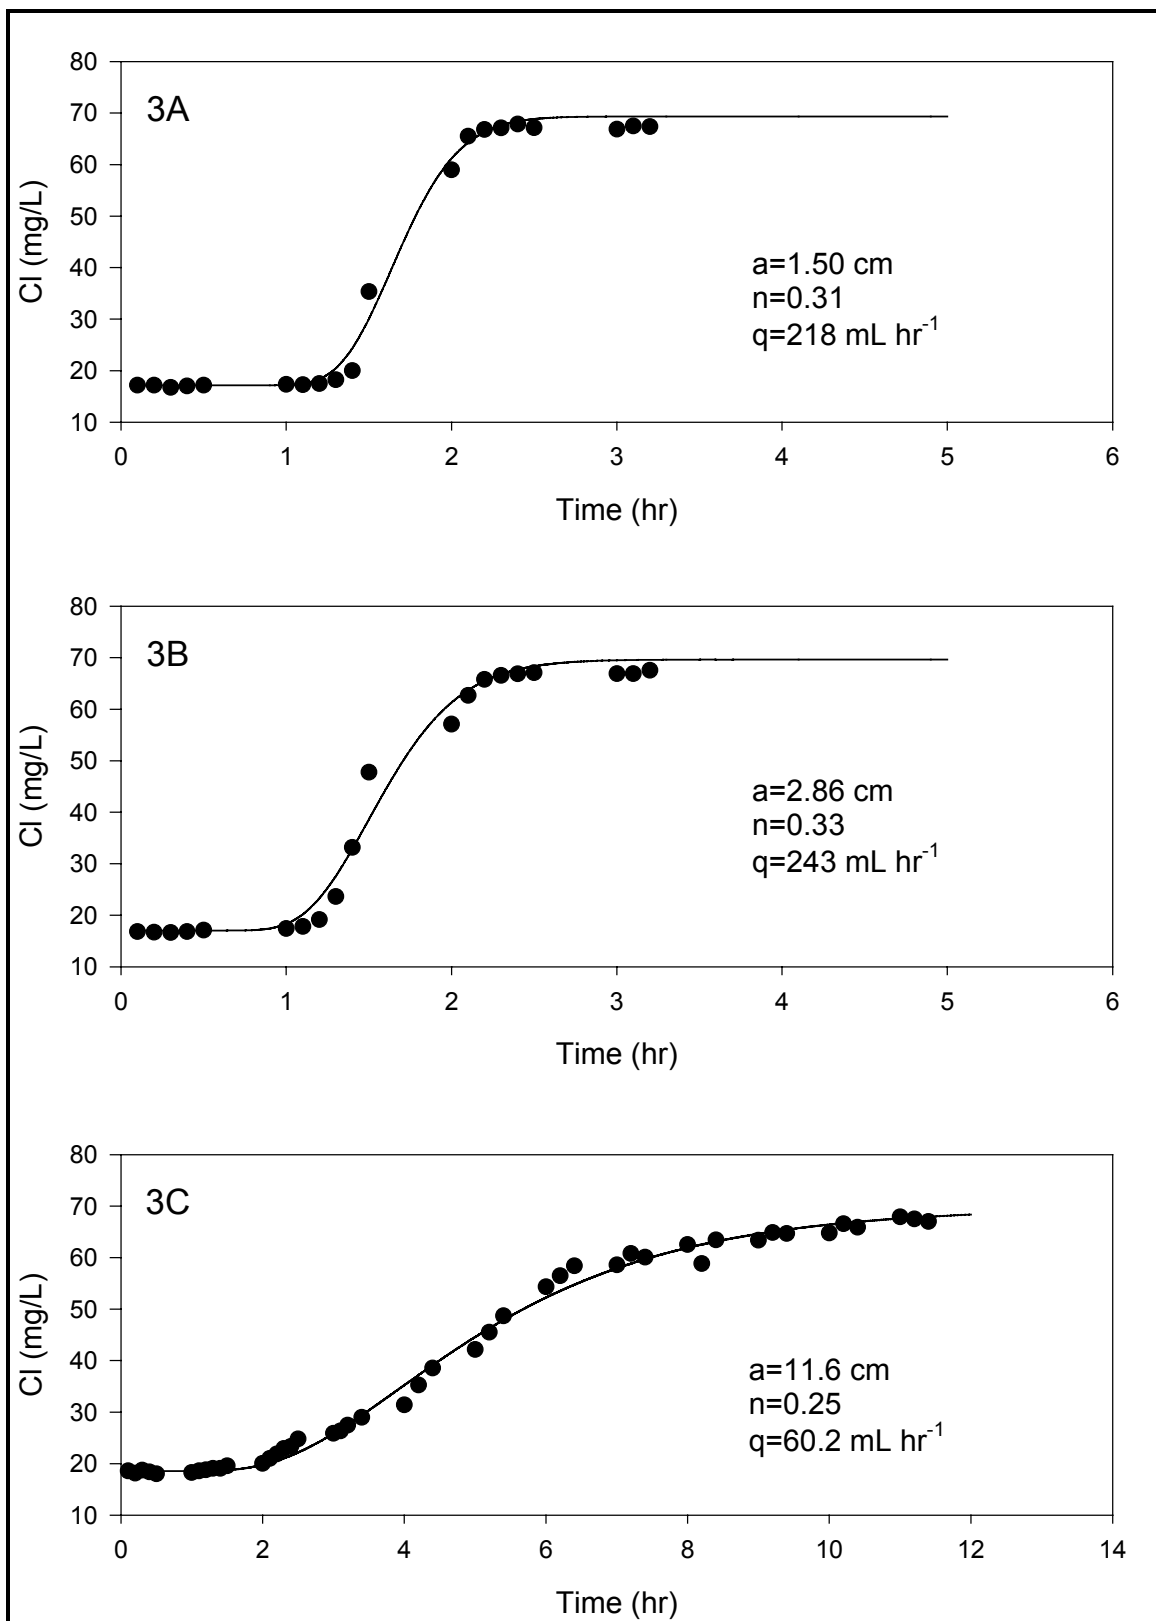 80
70
60
50
40
30
20
10
Cl (mg/L)
3A
a=1.50 cm
n=0.31
q=218 mL hr-1
0 1 2 3 4 5 6
Time (hr)
80
70
60
50
40
30
20
10
Cl (mg/L)
3B
a=2.86 cm
n=0.33
q=243 mL hr-1
0 1 2 3 4 5 6
Time (hr)
80
70
60
50
40
30
20
10
Cl (mg/L)
3C
a=11.6 cm
n=0.25
q=60.2 mL hr-1
0 2 4 6 8 10 12 14
Time (hr)